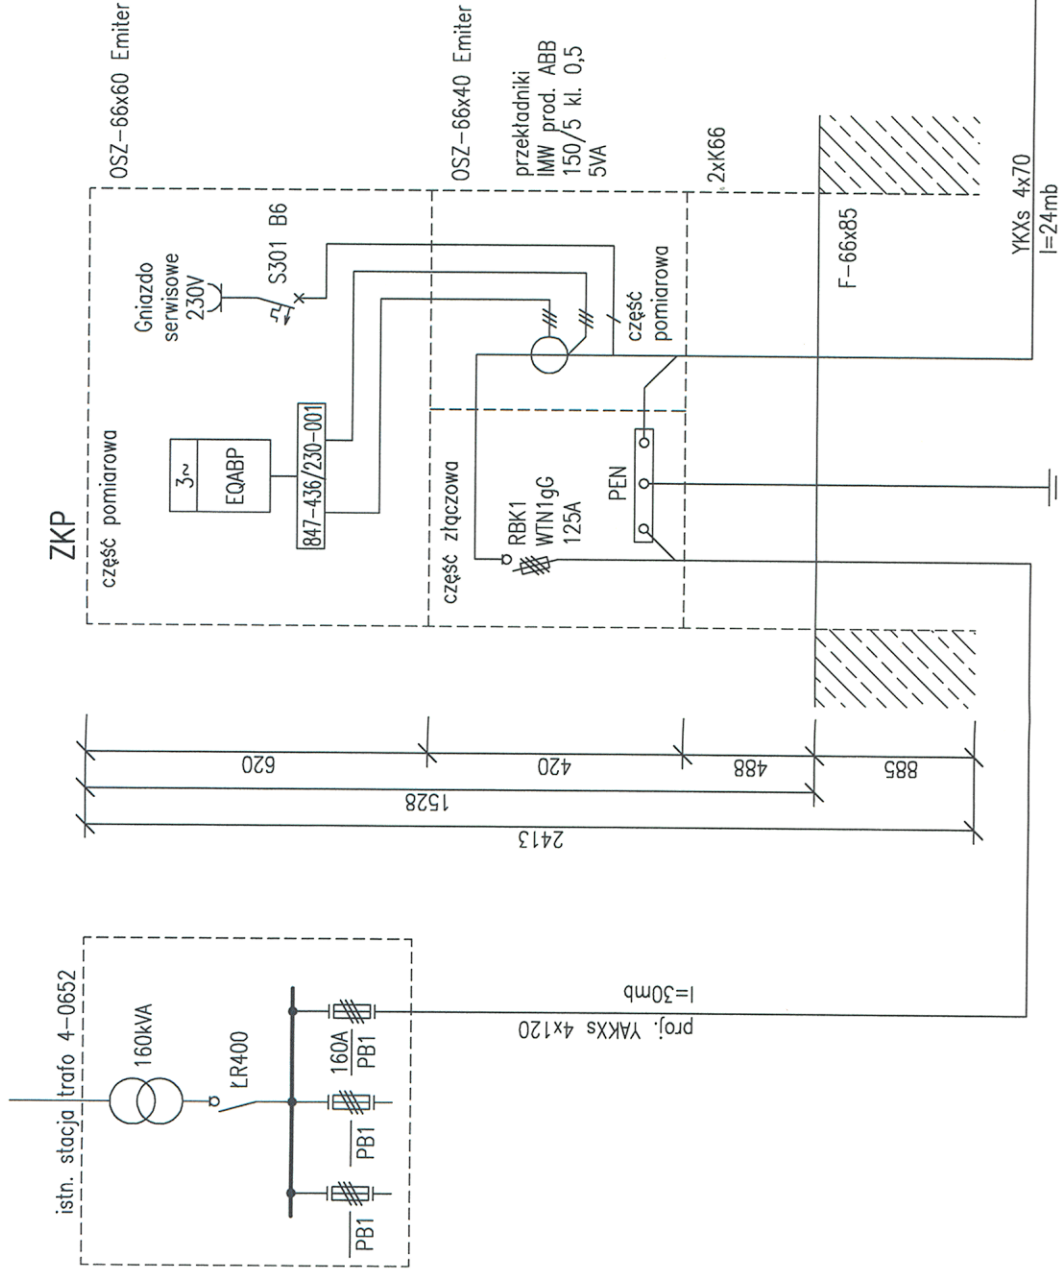 ZKP
część pomiarowa
3~
EQABP
847-436/230-001
Gniazdo
serwisowe
230V
S301 B6
OSZ-66x60 Emiter
OSZ-66x40 Emiter
przekładniki
IMW prod. ABB
150/5 kl. 0,5
5VA
część złączowa
RBK1
WTN1gG
125A
PEN
część
pomiarowa
2xK66
F-66x85
YKXs 4x70
l=24mb
620
420
488
885
1528
2413
istn. stacja trafo 4-0652
160kVA
ŁR400
PB1
PB1
160A
PB1
proj. YAKXs 4x120
l=30mb